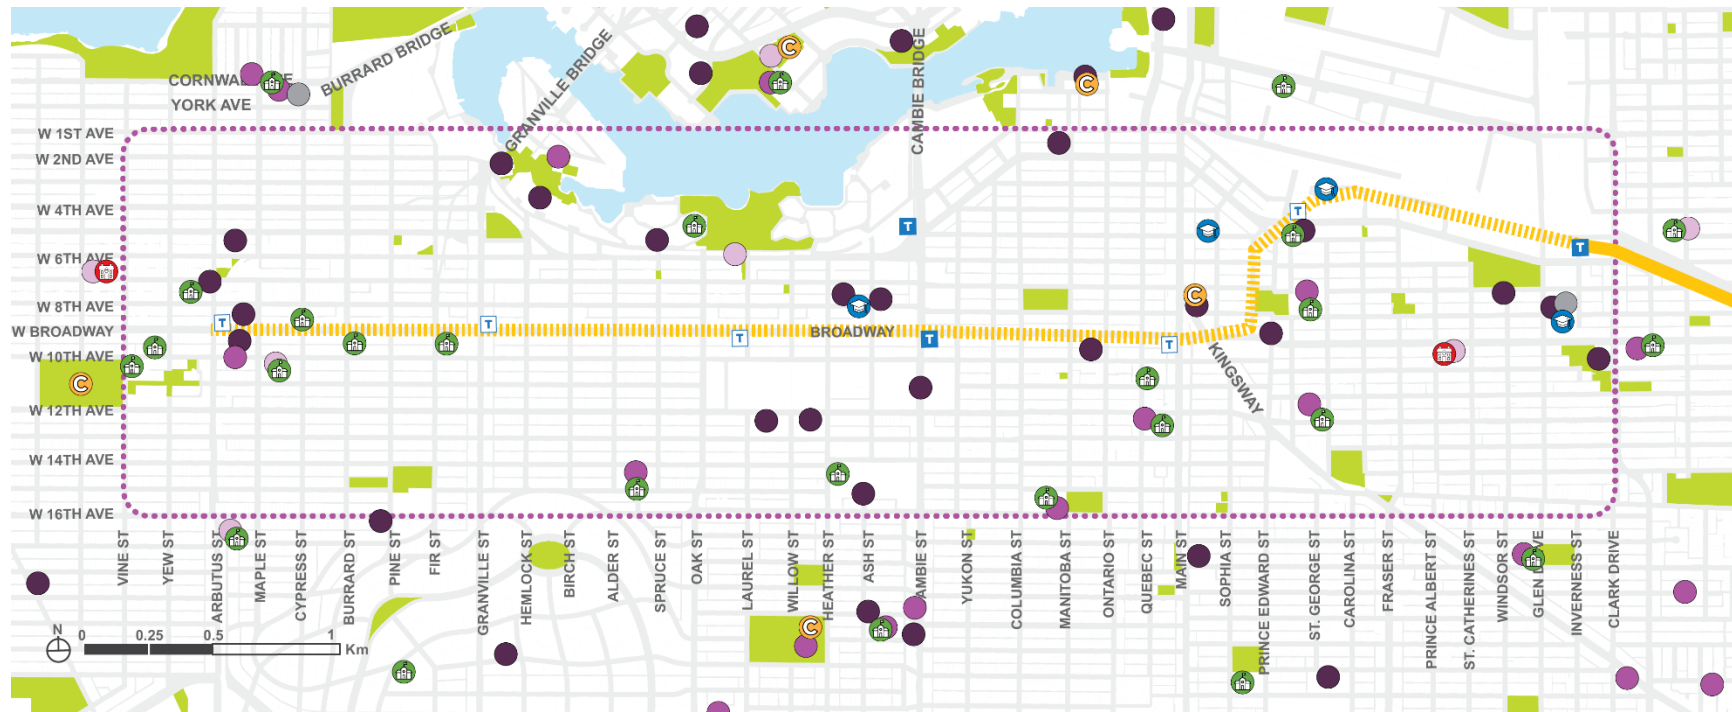 CORNWALL AVE
YORK AVE
BURRARD BRIDGE
GRANVILLE BRIDGE
CAMBIE BRIDGE
W 1ST AVE
W 2ND AVE
W 4TH AVE
W 6TH AVE
W 8TH AVE
W BROADWAY
BROADWAY
W 10TH AVE
W 12TH AVE
W 14TH AVE
W 16TH AVE
KINGSWAY
T
T
T
T
T
T
T
T
C
C
C
C
C
VINE ST
YEW ST
ARBUTUS ST
MAPLE ST
CYPRESS ST
BURRARD ST
PINE ST
FIR ST
GRANVILLE ST
HEMLOCK ST
BIRCH ST
ALDER ST
SPRUCE ST
OAK ST
LAUREL ST
WILLOW ST
HEATHER ST
ASH ST
AMBIE ST
YUKON ST
COLUMBIA ST
MANITOBA ST
ONTARIO ST
QUEBEC ST
MAIN ST
SOPHIA ST
PRINCE EDWARD ST
ST. GEORGE ST
CAROLINA ST
FRASER ST
PRINCE ALBERT ST
ST. CATHERINES ST
WINDSOR ST
GLEN DRIVE
INVERNESS ST
CLARK DRIVE
N
0 0.25 0.5 1
Km